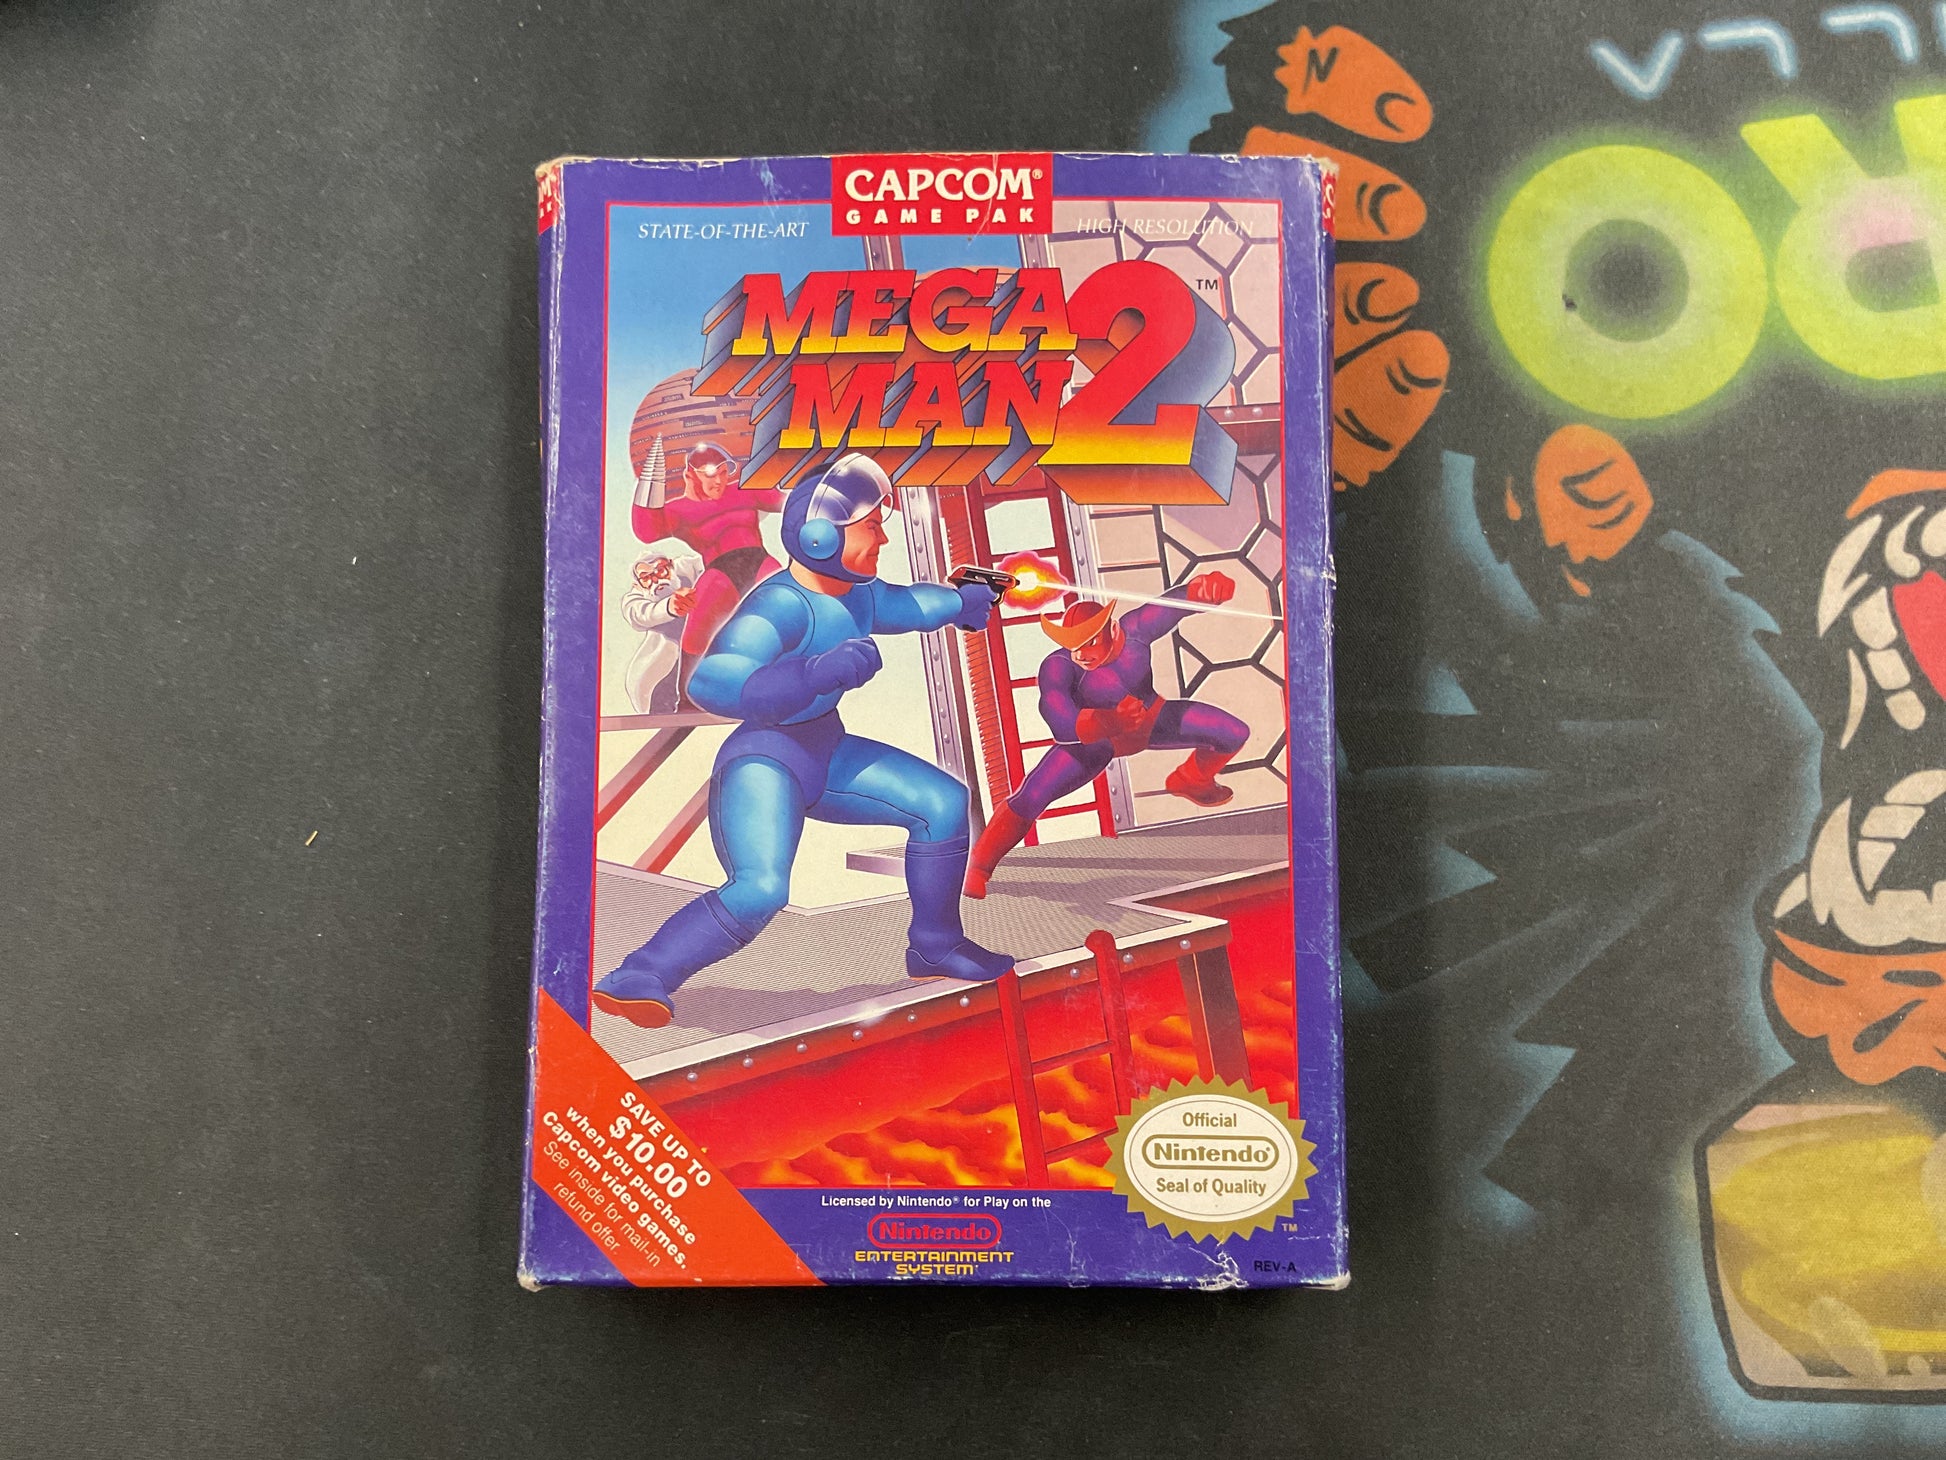 CAPCOM®
GAME PAK
STATE-OF-THE-ART
HIGH RESOLUTION
MEGA
MAN 2™
SAVE UP TO
$10.00
when you purchase
Capcom video games.
See inside for mail-in
refund offer.
Licensed by Nintendo® for Play on the
Nintendo
ENTERTAINMENT
SYSTEM
Official
Nintendo®
Seal of Quality
TM
REV-A